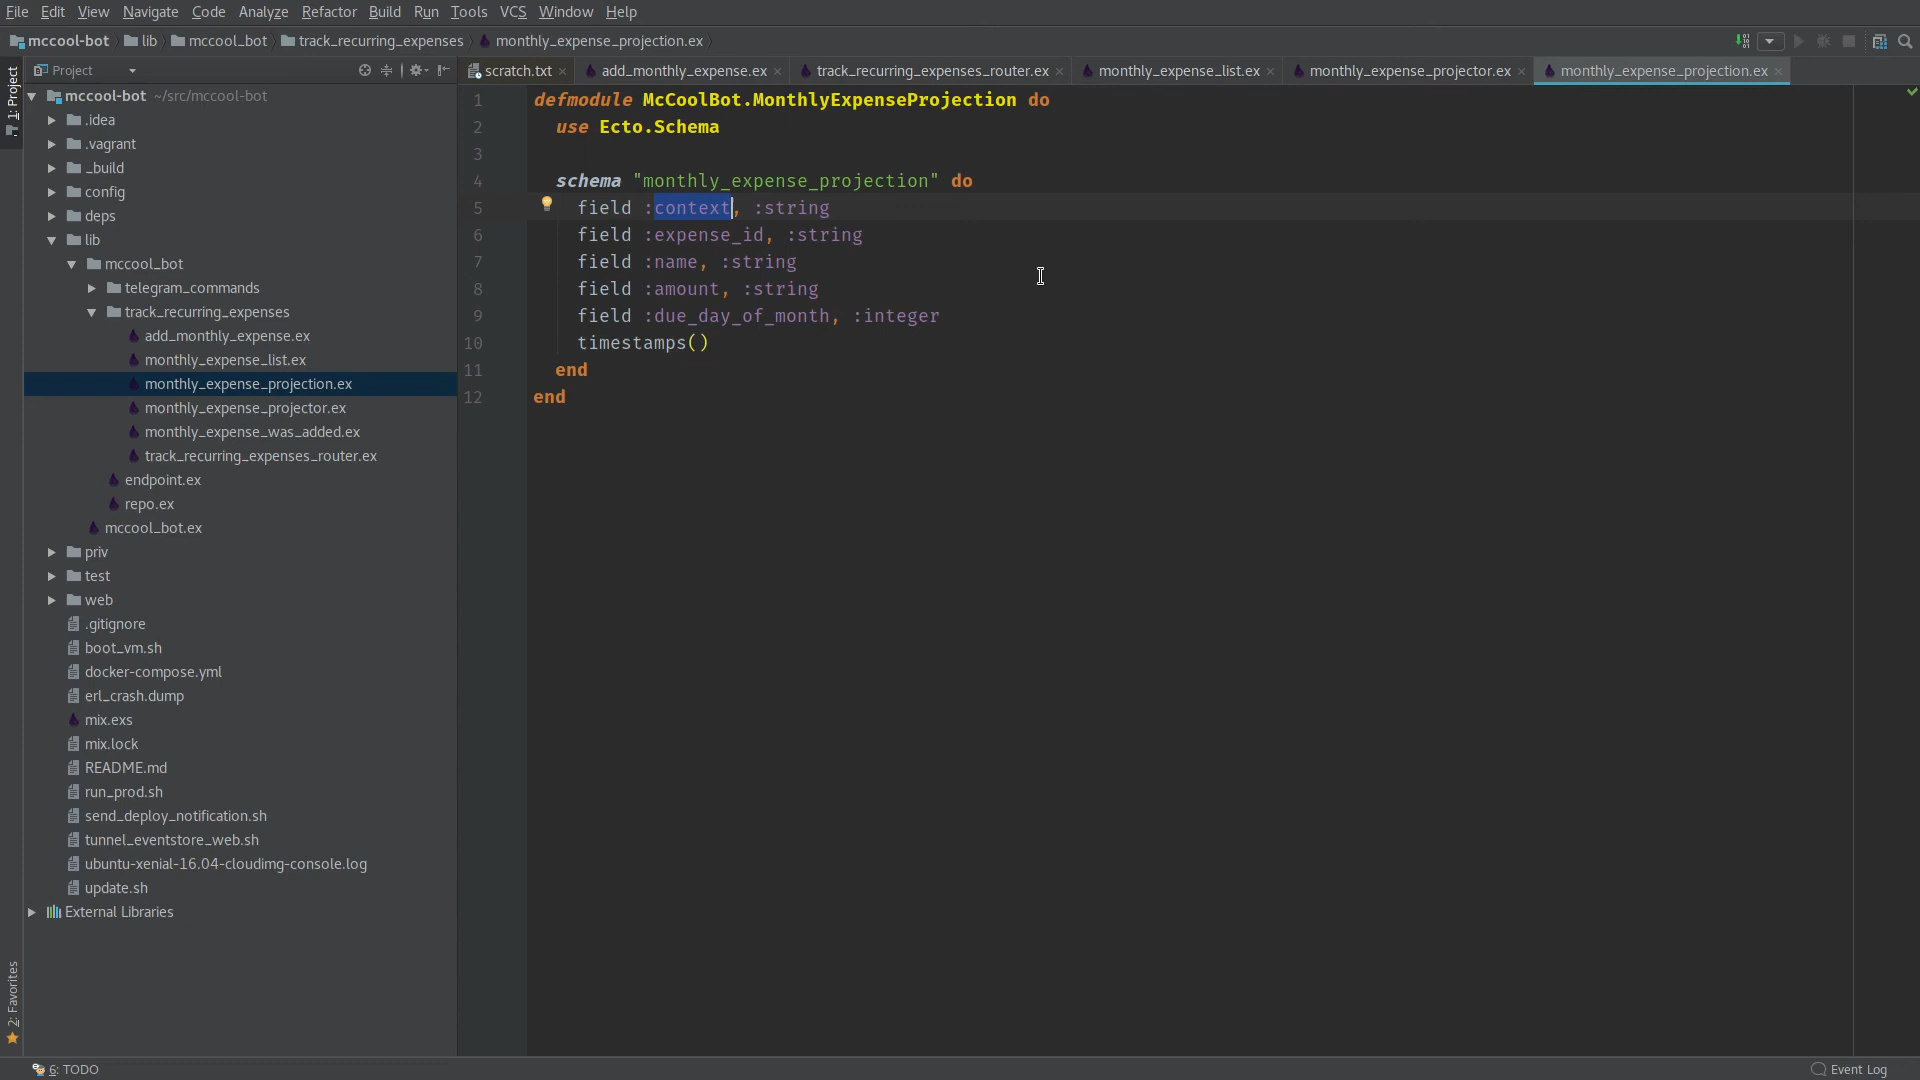 File Edit View Navigate Code Analyze Refactor Build Run Tools VCS Window Help
mccool-bot lib mccool_bot track_recurring_expenses monthly_expense_projection.ex
1: Project
2: Favorites
Project
scratch.txt add_monthly_expense.ex track_recurring_expenses_router.ex monthly_expense_list.ex monthly_expense_projector.ex monthly_expense_projection.ex
mccool-bot ~/src/mccool-bot
.idea
.vagrant
_build
config
deps
lib
mccool_bot
telegram_commands
track_recurring_expenses
add_monthly_expense.ex
monthly_expense_list.ex
monthly_expense_projection.ex
monthly_expense_projector.ex
monthly_expense_was_added.ex
track_recurring_expenses_router.ex
endpoint.ex
repo.ex
mccool_bot.ex
priv
test
web
.gitignore
boot_vm.sh
docker-compose.yml
erl_crash.dump
mix.exs
mix.lock
README.md
run_prod.sh
send_deploy_notification.sh
tunnel_eventstore_web.sh
ubuntu-xenial-16.04-cloudimg-console.log
update.sh
External Libraries
1 defmodule McCoolBot.MonthlyExpenseProjection do
2 use Ecto.Schema
3
4 schema "monthly_expense_projection" do
5 field :context, :string
6 field :expense_id, :string
7 field :name, :string
8 field :amount, :string
9 field :due_day_of_month, :integer
10 timestamps()
11 end
12 end
6: TODO
Event Log